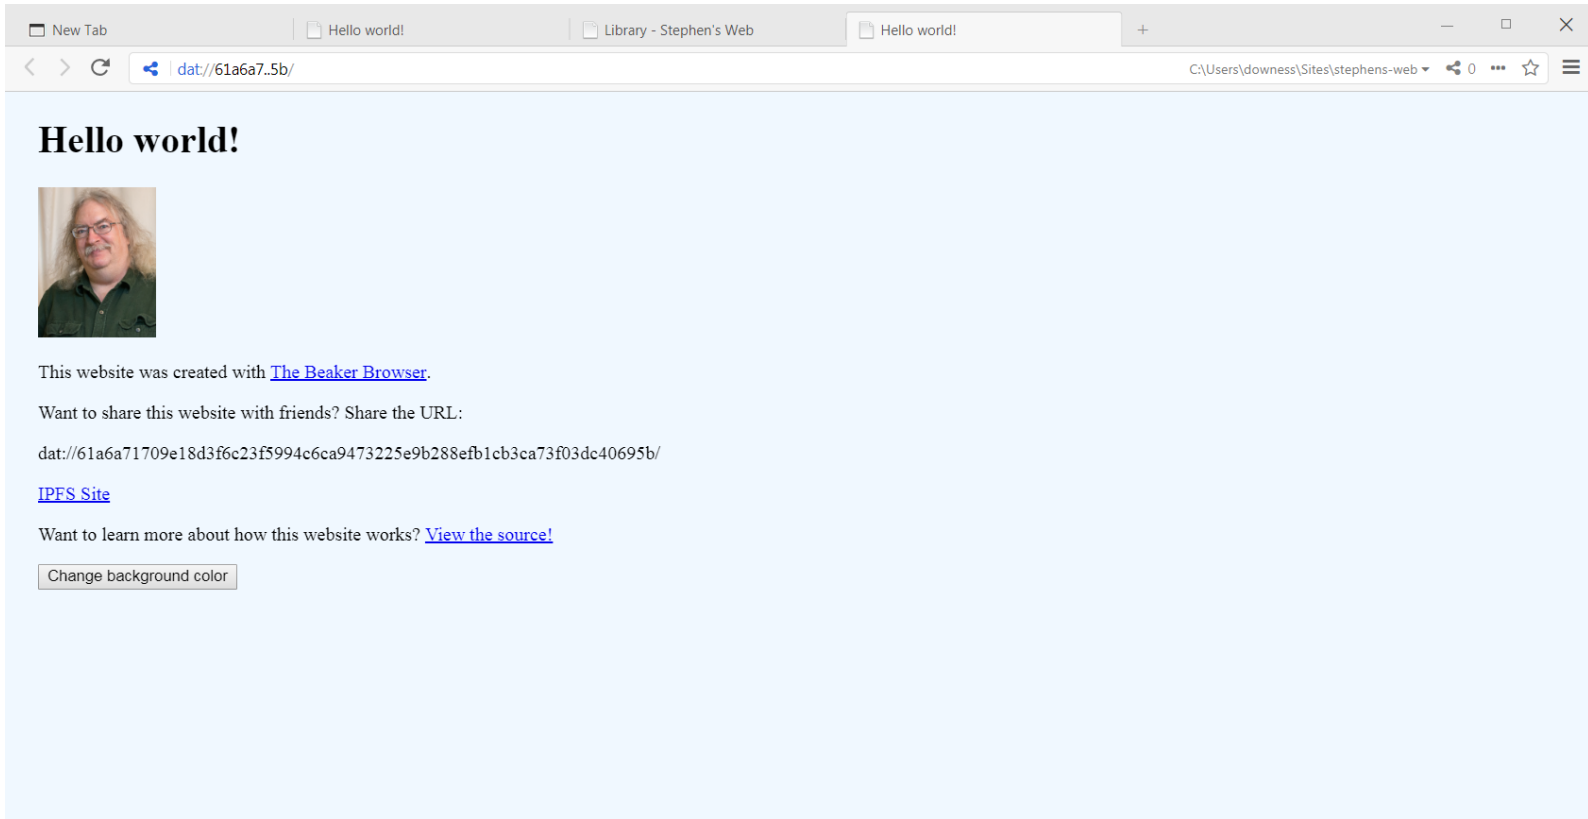 New Tab
Hello world!
Library - Stephen's Web
Hello world!
dat://61a6a7..5b/
C:\Users\downess\Sites\stephens-web
0
Hello world!
This website was created with The Beaker Browser.
Want to share this website with friends? Share the URL:
dat://61a6a71709e18d3f6c23f5994c6ca9473225e9b288efb1cb3ca73f03dc40695b/
IPFS Site
Want to learn more about how this website works? View the source!
Change background color